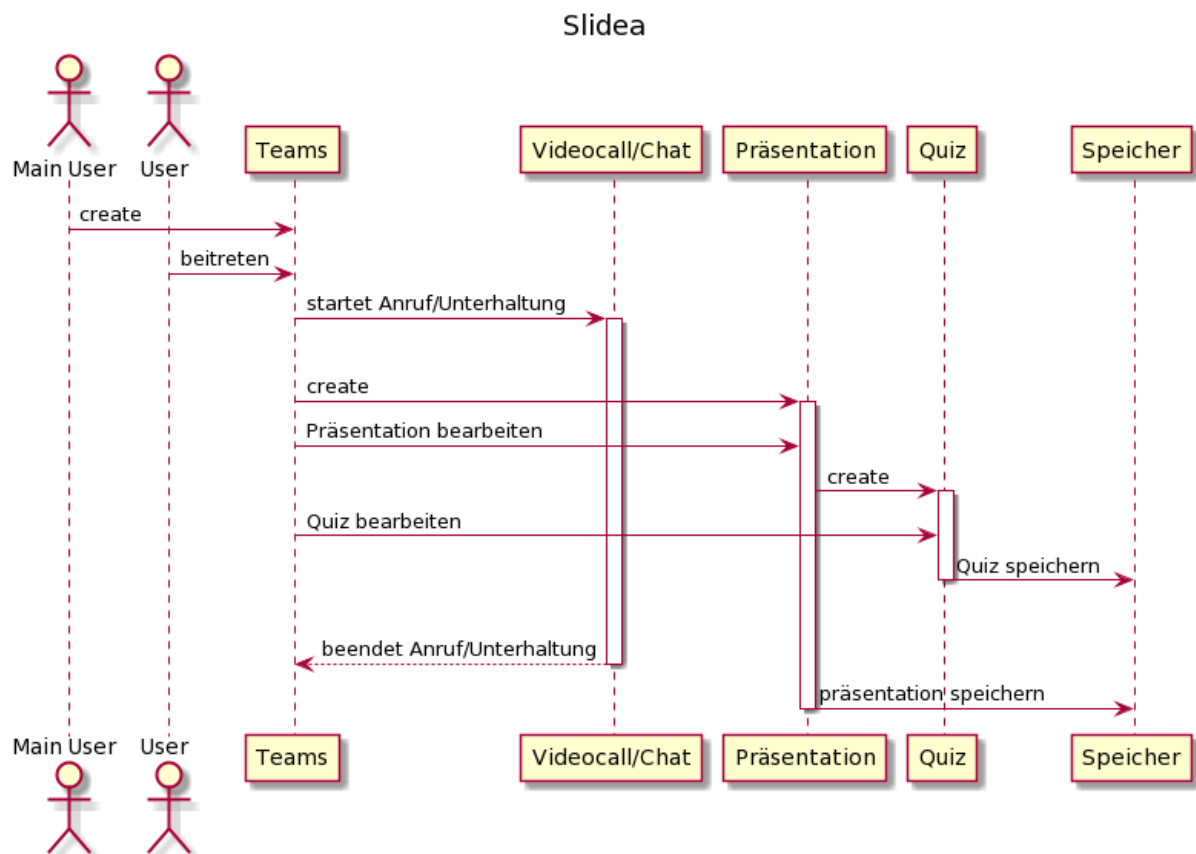 Slidea
Main User
User
Teams
Videocall/Chat
Präsentation
Quiz
Speicher
create
beitreten
startet Anruf/Unterhaltung
create
Präsentation bearbeiten
create
Quiz bearbeiten
Quiz speichern
beendet Anruf/Unterhaltung
präsentation speichern
Main User
User
Teams
Videocall/Chat
Präsentation
Quiz
Speicher